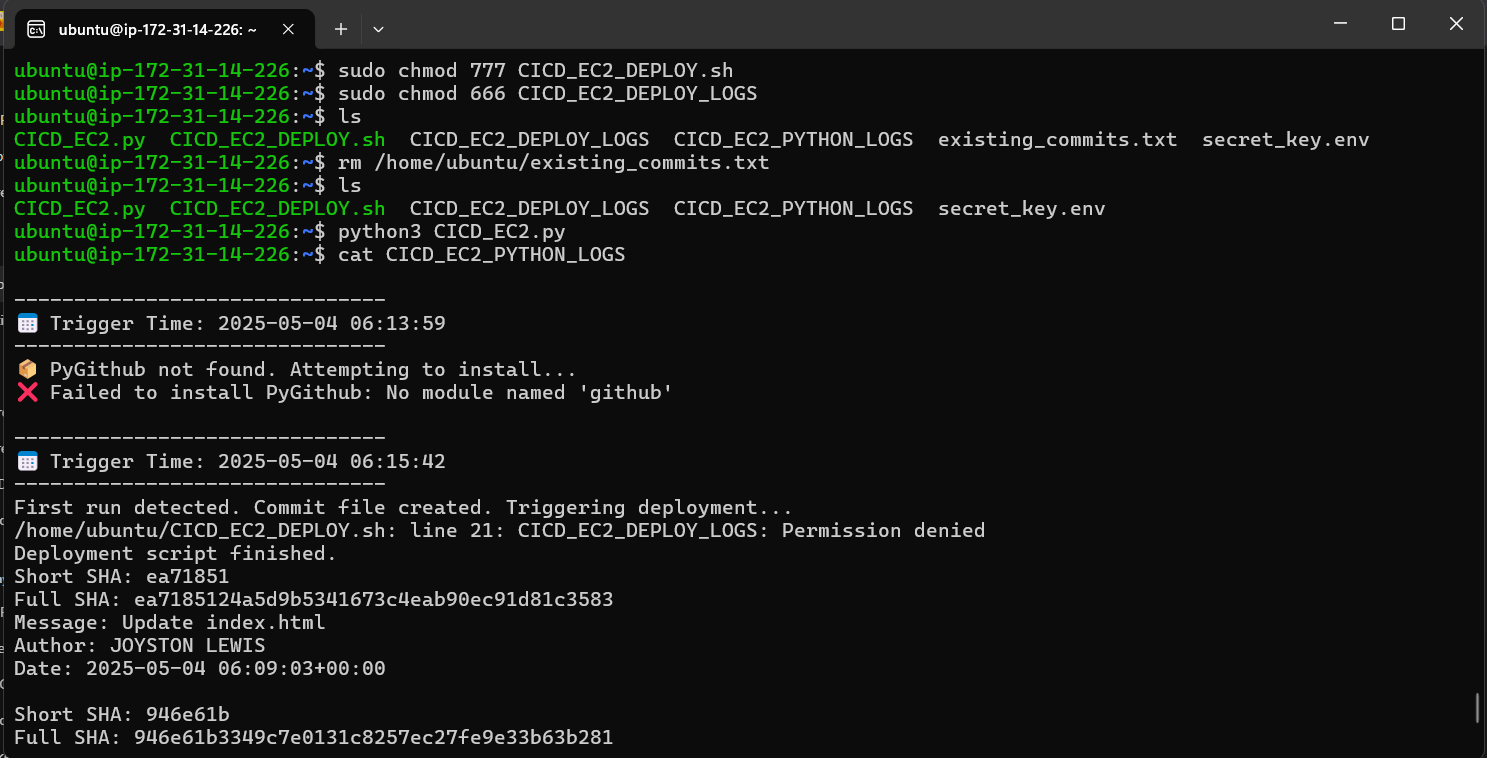 ubuntu@ip-172-31-14-226: ~
ubuntu@ip-172-31-14-226:~$ sudo chmod 777 CICD_EC2_DEPLOY.sh
ubuntu@ip-172-31-14-226:~$ sudo chmod 666 CICD_EC2_DEPLOY_LOGS
ubuntu@ip-172-31-14-226:~$ ls
CICD_EC2.py  CICD_EC2_DEPLOY.sh  CICD_EC2_DEPLOY_LOGS  CICD_EC2_PYTHON_LOGS  existing_commits.txt  secret_key.env
ubuntu@ip-172-31-14-226:~$ rm /home/ubuntu/existing_commits.txt
ubuntu@ip-172-31-14-226:~$ ls
CICD_EC2.py  CICD_EC2_DEPLOY.sh  CICD_EC2_DEPLOY_LOGS  CICD_EC2_PYTHON_LOGS  secret_key.env
ubuntu@ip-172-31-14-226:~$ python3 CICD_EC2.py
ubuntu@ip-172-31-14-226:~$ cat CICD_EC2_PYTHON_LOGS
-------------------------------
📅 Trigger Time: 2025-05-04 06:13:59
-------------------------------
📦 PyGithub not found. Attempting to install...
❌ Failed to install PyGithub: No module named 'github'
-------------------------------
📅 Trigger Time: 2025-05-04 06:15:42
-------------------------------
First run detected. Commit file created. Triggering deployment...
/home/ubuntu/CICD_EC2_DEPLOY.sh: line 21: CICD_EC2_DEPLOY_LOGS: Permission denied
Deployment script finished.
Short SHA: ea71851
Full SHA: ea7185124a5d9b5341673c4eab90ec91d81c3583
Message: Update index.html
Author: JOYSTON LEWIS
Date: 2025-05-04 06:09:03+00:00
Short SHA: 946e61b
Full SHA: 946e61b3349c7e0131c8257ec27fe9e33b63b281